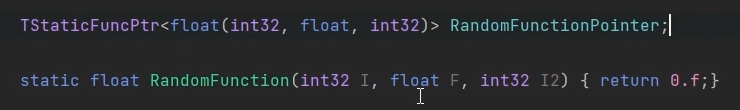 TStaticFuncPtr<float(int32, float, int32)> RandomFunctionPointer;
static float RandomFunction(int32 I, float F, int32 I2) { return 0.f;}